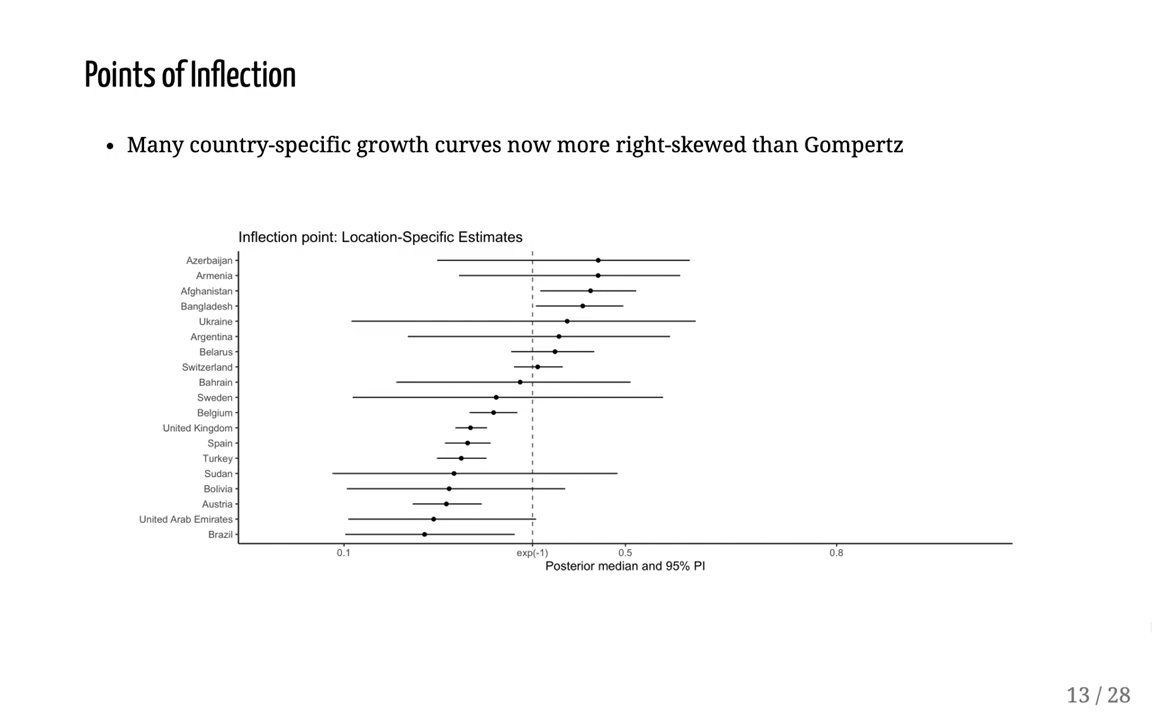 Points of Inflection
• Many country-specific growth curves now more right-skewed than Gompertz
Inflection point: Location-Specific Estimates
Azerbaijan
Armenia
Afghanistan
Bangladesh
Ukraine
Argentina
Belarus
Switzerland
Bahrain
Sweden
Belgium
United Kingdom
Spain
Turkey
Sudan
Bolivia
Austria
United Arab Emirates
Brazil
0.1 exp(-1) 0.5 0.8
Posterior median and 95% PI
13 / 28